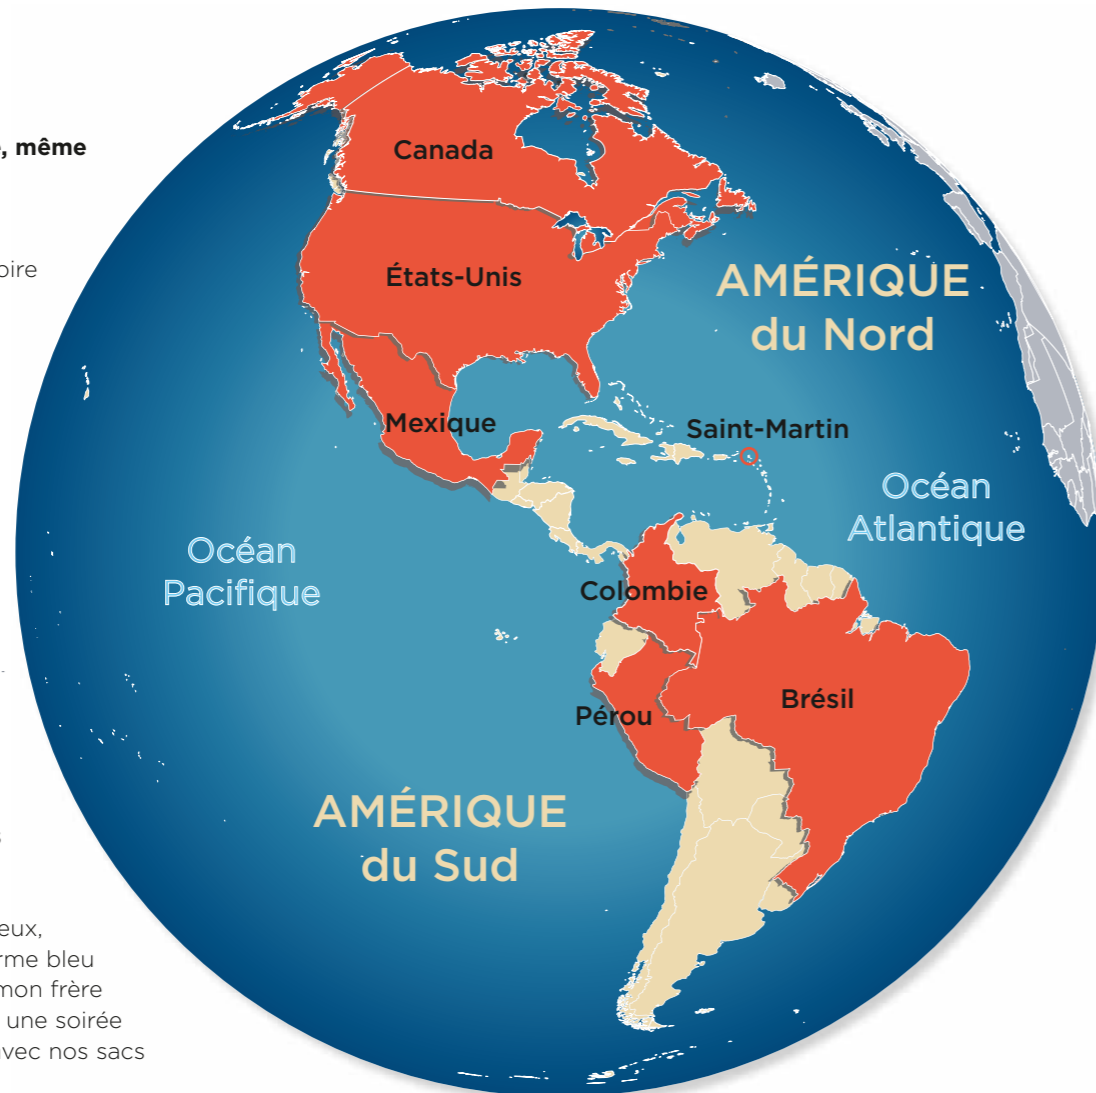 , même
oire
eux,
rme bleu
mon frère
une soirée
avec nos sacs
Canada
États-Unis
AMÉRIQUE
du Nord
Mexique
Saint-Martin
Océan
Atlantique
Océan
Pacifique
Colombie
Brésil
Pérou
AMÉRIQUE
du Sud